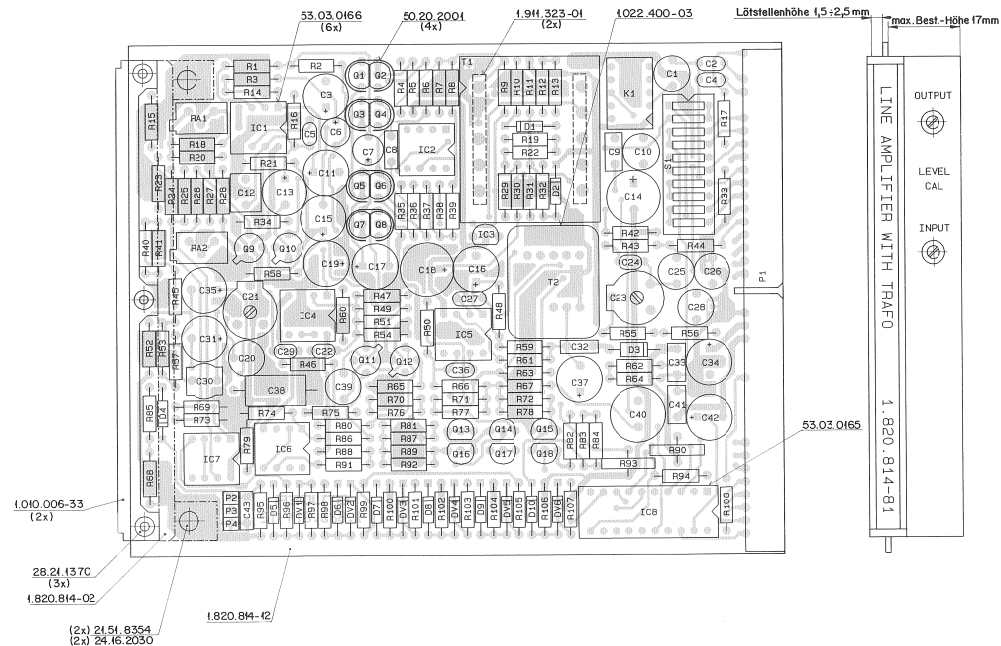 53.03.0166
(6x)
50.20.2001
(4x)
1.911.323-01
(2x)
1.022.400-03
Lötstellenhöhe 1,5÷2,5mm
max. Best.-Höhe 17mm
R1
R3
R14
R2
C3
Q1 Q2
R4 R5 R6 R7 R8
T1
R9 R10 R11 R12 R13
K1
C1
C2
C4
R15
RA1
IC1
R16
C5
C6
Q3 Q4
C7
C8
IC2
D1
R19
R22
C9
C10
S1
R17
R18
R20
R21
R23
R24 R25 R26 R27 R28
C12
C13
C11
Q5 Q6
R35 R36 R37 R38 R39
R29 R30 R31 R32 D2
C14
R33
R34
C15
Q7 Q8
IC3
R42
R43
R44
R40 R41
RA2
Q9
Q10
C19
C17
C18
C16
T2
C24
C25
C26
R58
R45
C35
C21
IC4
R60
R47
R49
R51
R54
C27
R48
R50
IC5
C23
C28
R55
R56
R52 R53
C31
R57
C20
C29
C22
R46
Q11
Q12
R59
R61
R63
R67
R72
R78
C32
D3
R62
R64
C33
C34
C30
C38
C39
R65
R70
R76
C36
R66
R71
R77
C37
C40
C41
C42
R85
D4
R69
R73
R74
R75
R80
R86
R88
R91
R81
R87
R89
R92
Q13
Q14
Q15
Q16
Q17
Q18
R82 R83 R84
R90
R93
R94
IC7
R79
IC6
R68
P2
P3
P4
C43
R95 D5 R96 DV1 R97 R98 D6 DV2 R99 D7 R100 DV3 R101 D8 R102 DV4 R103 D9 R104 DV5 R105 D10 R106 DV6 R107
IC8
R109
P1
53.03.0165
1.010.006-33
(2x)
28.21.1370
(3x)
1.820.814-02
(2x) 21.51.8354
(2x) 24.16.2030
1.820.814-12
LINE AMPLIFIER WITH TRAFO
1.820.814-81
OUTPUT
LEVEL
CAL
INPUT